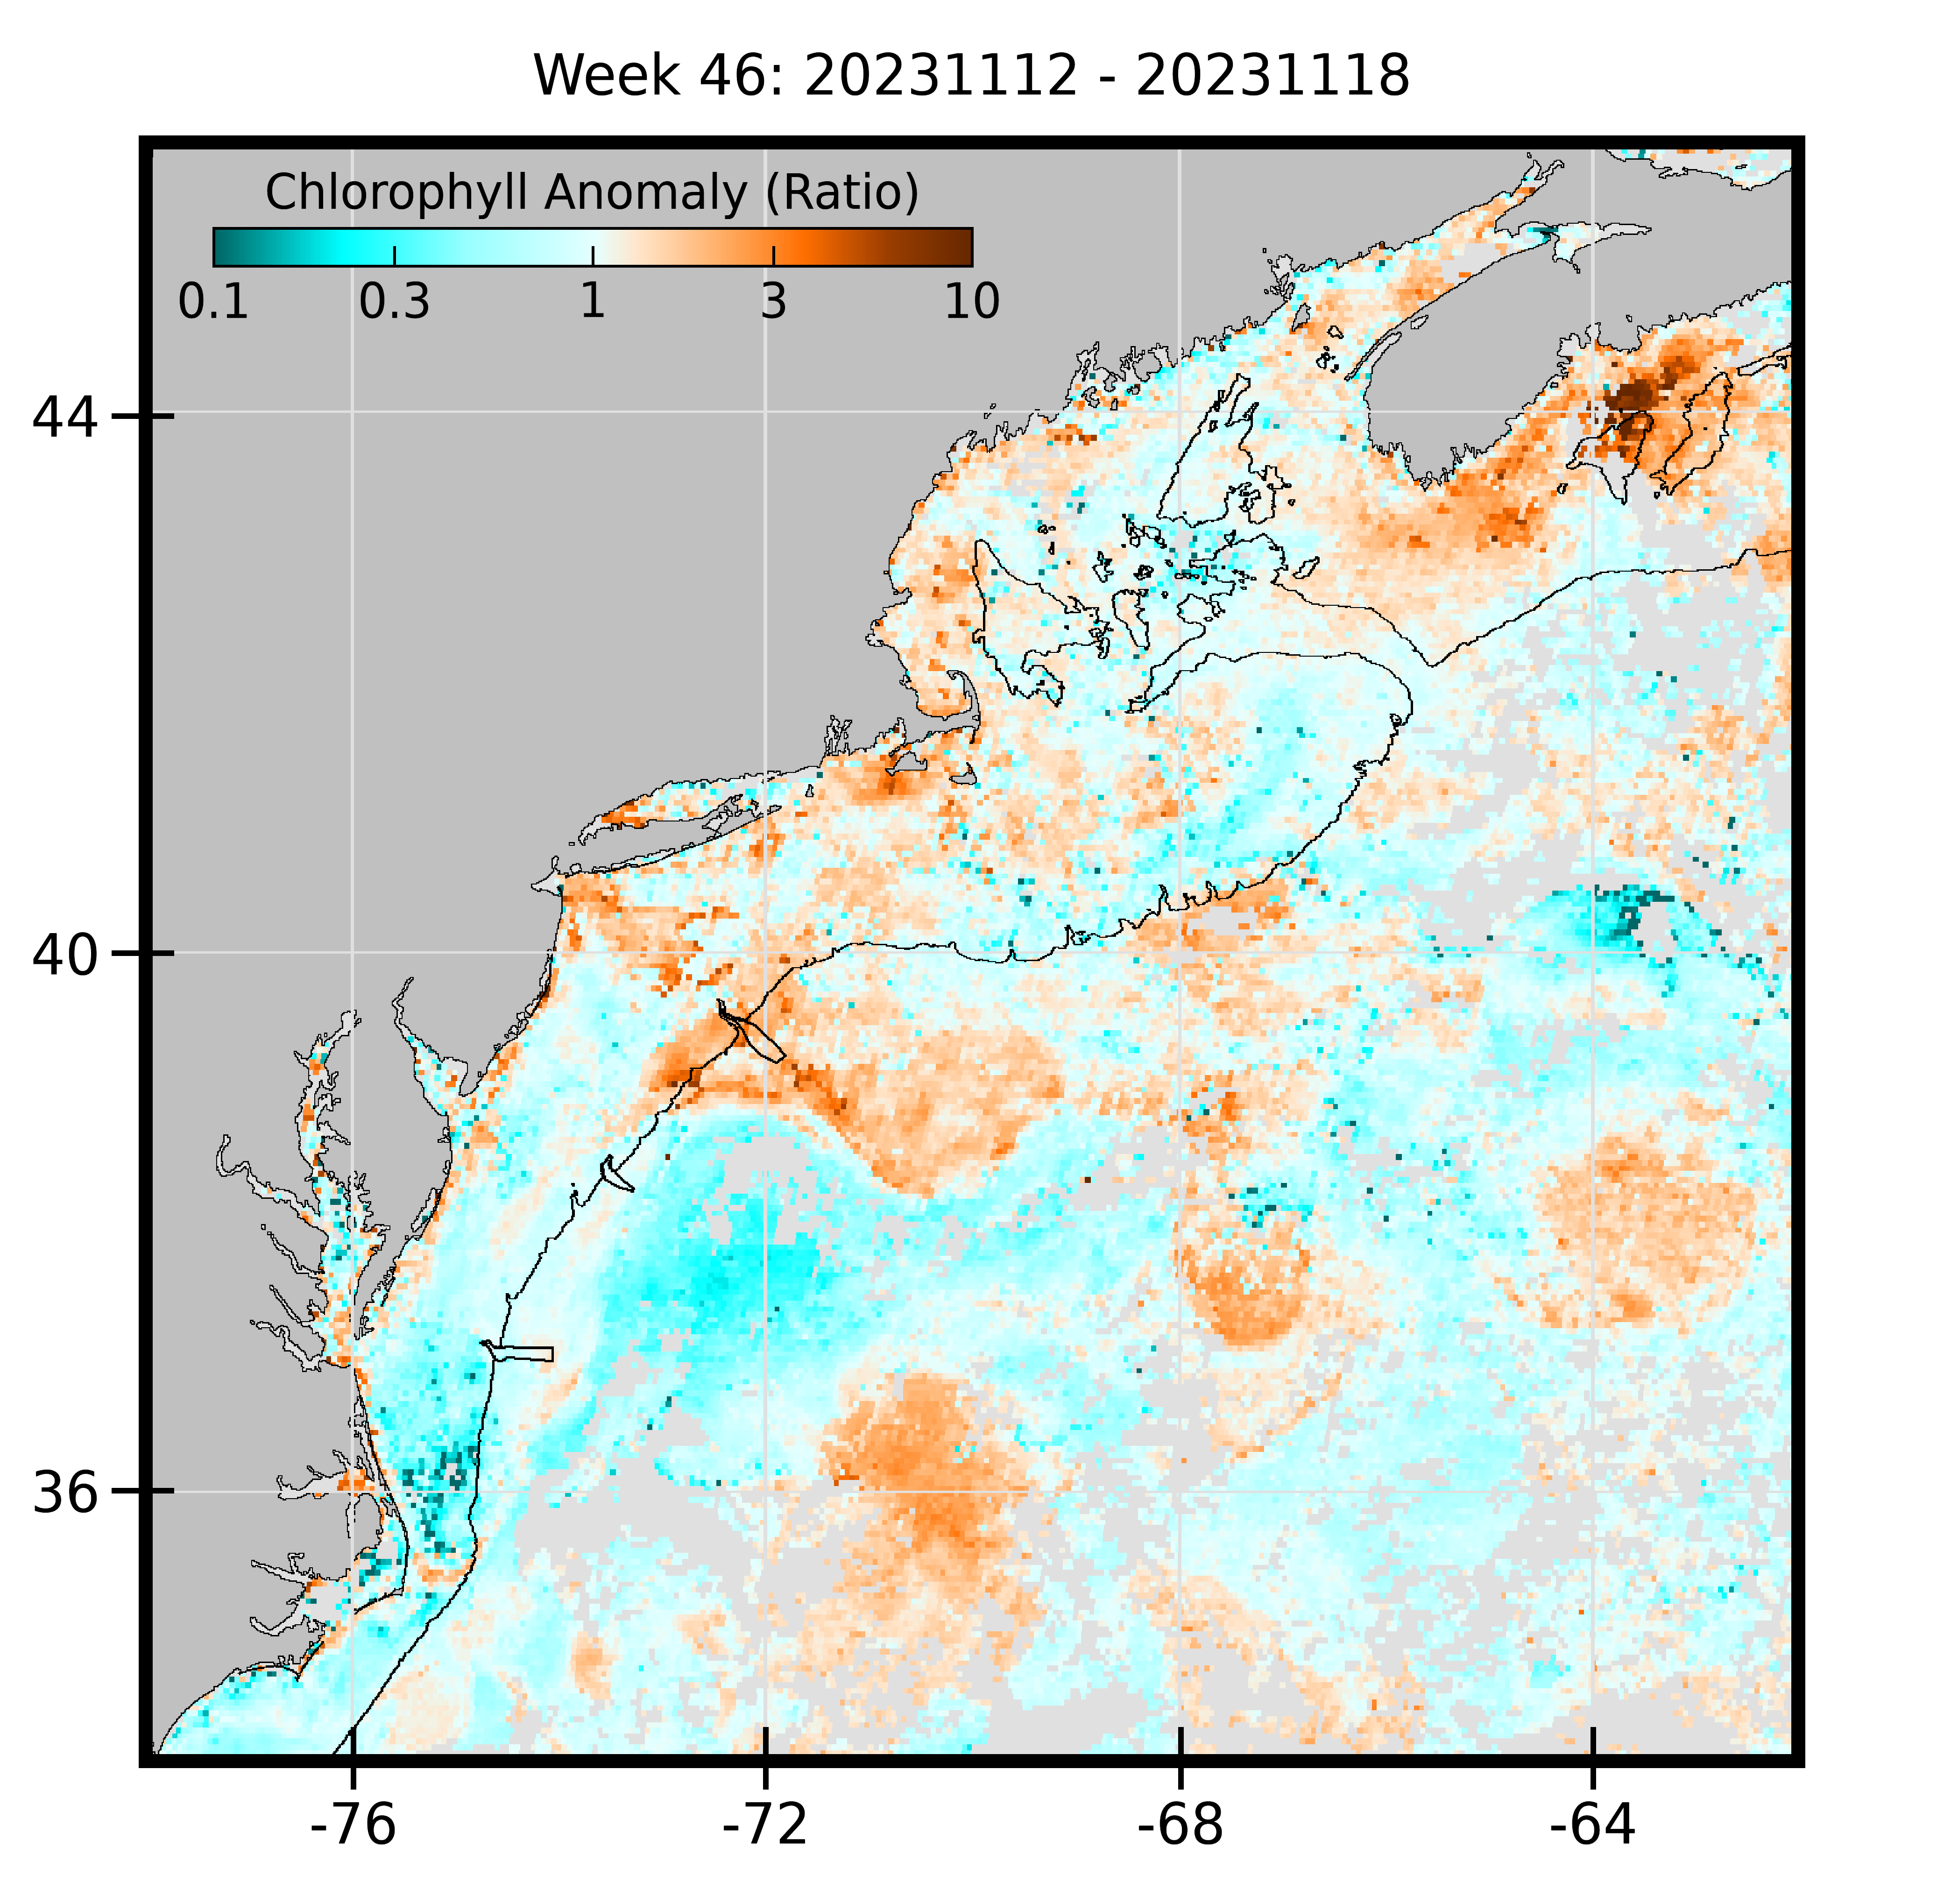 Week 46: 20231112 - 20231118
Chlorophyll Anomaly (Ratio)
0.1 0.3 1 3 10
44
40
36
-76 -72 -68 -64